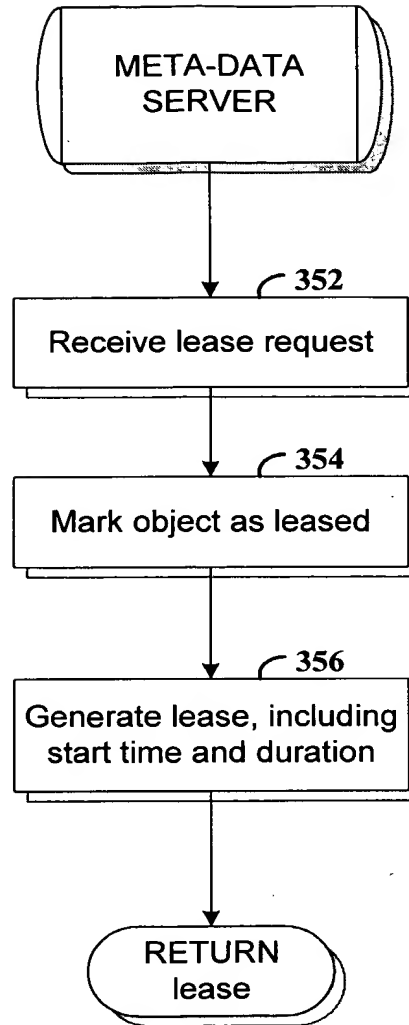 META-DATA
SERVER
352
Receive lease request
354
Mark object as leased
356
Generate lease, including
start time and duration
RETURN
lease